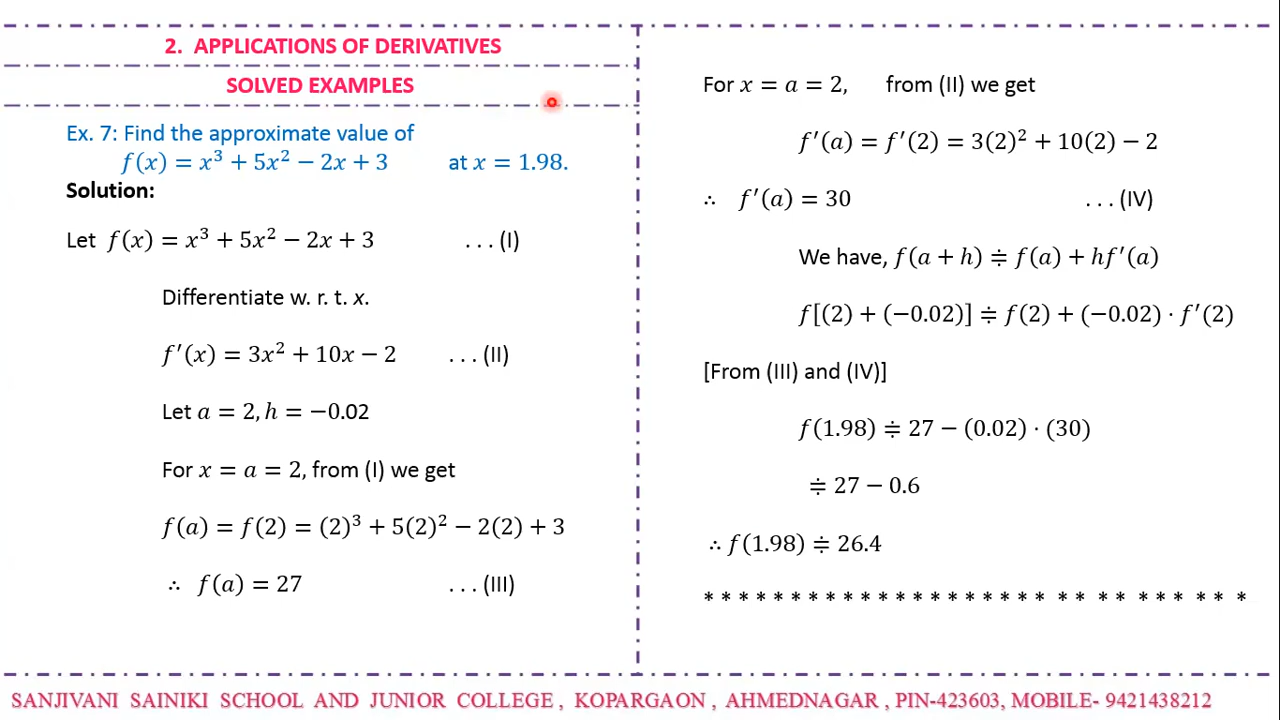 2. APPLICATIONS OF DERIVATIVES
SOLVED EXAMPLES
Ex. 7: Find the approximate value of
f(x) = x³ + 5x² − 2x + 3 at x = 1.98.
Solution:
Let f(x) = x³ + 5x² − 2x + 3 . . . (I)
Differentiate w. r. t. x.
f′(x) = 3x² + 10x − 2 . . . (II)
Let a = 2, h = −0.02
For x = a = 2, from (I) we get
f(a) = f(2) = (2)³ + 5(2)² − 2(2) + 3
∴ f(a) = 27 . . . (III)
For x = a = 2, from (II) we get
f′(a) = f′(2) = 3(2)² + 10(2) − 2
∴ f′(a) = 30 . . . (IV)
We have, f(a + h) ≑ f(a) + hf′(a)
f[(2) + (−0.02)] ≑ f(2) + (−0.02) · f′(2)
[From (III) and (IV)]
f(1.98) ≑ 27 − (0.02) · (30)
≑ 27 − 0.6
∴ f(1.98) ≑ 26.4
* * * * * * * * * * * * * * * * * * * * * * * * * * * * *
SANJIVANI SAINIKI SCHOOL AND JUNIOR COLLEGE , KOPARGAON , AHMEDNAGAR , PIN-423603, MOBILE- 9421438212